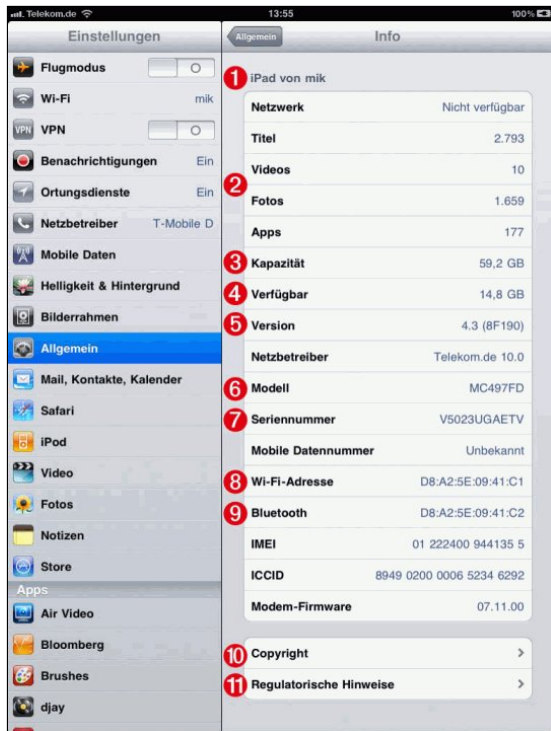 Telekom.de 13:55 100%
Einstellungen
Flugmodus
Wi-Fi mik
VPN VPN
Benachrichtigungen Ein
Ortungsdienste Ein
Netzbetreiber T-Mobile D
Mobile Daten
Helligkeit & Hintergrund
Bilderrahmen
Allgemein
Mail, Kontakte, Kalender
Safari
iPod
Video
Fotos
Notizen
Store
Apps
Air Video
Bloomberg
Brushes
djay
Allgemein Info
1 iPad von mik
Netzwerk Nicht verfügbar
Titel 2.793
Videos 10
2
Fotos 1.659
Apps 177
3 Kapazität 59,2 GB
4 Verfügbar 14,8 GB
5 Version 4.3 (8F190)
Netzbetreiber Telekom.de 10.0
6 Modell MC497FD
7 Seriennummer V5023UGAETV
Mobile Datennummer Unbekannt
8 Wi-Fi-Adresse D8:A2:5E:09:41:C1
9 Bluetooth D8:A2:5E:09:41:C2
IMEI 01 222400 944135 5
ICCID 8949 0200 0006 5234 6292
Modem-Firmware 07.11.00
10 Copyright >
11 Regulatorische Hinweise >